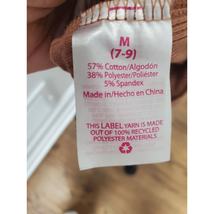 M
(7-9)
57% Cotton/Algodón
38% Polyester/Poliéster
5% Spandex
Made in/Hecho en China
THIS LABEL YARN IS MADE
OUT OF 100% RECYCLED
POLYESTER MATERIALS